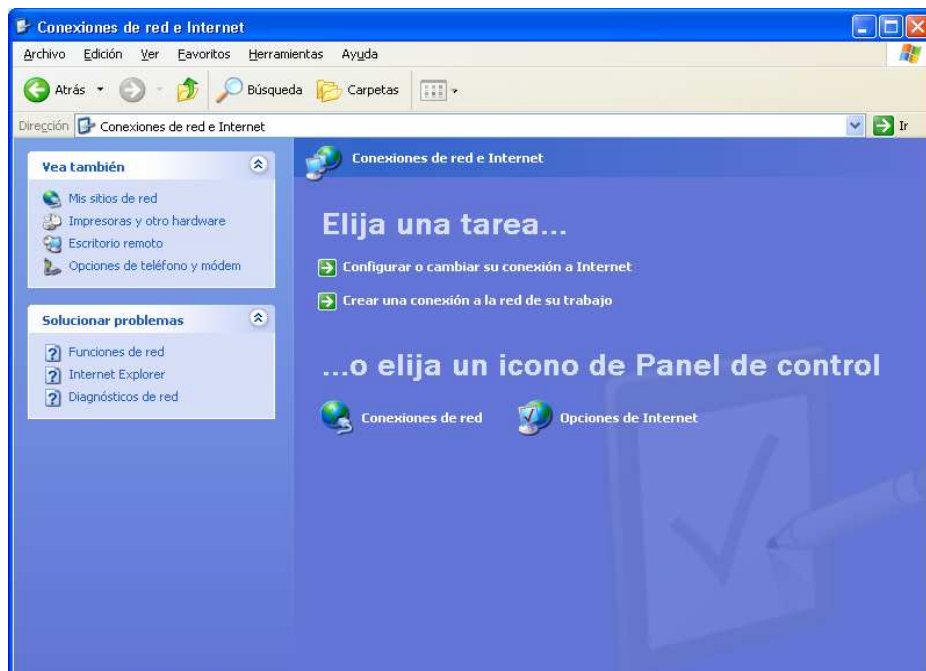 Conexiones de red e Internet
Archivo Edición Ver Favoritos Herramientas Ayuda
Atrás Búsqueda Carpetas
Dirección Conexiones de red e Internet Ir
Vea también
Mis sitios de red
Impresoras y otro hardware
Escritorio remoto
Opciones de teléfono y módem
Solucionar problemas
Funciones de red
Internet Explorer
Diagnósticos de red
Conexiones de red e Internet
Elija una tarea...
Configurar o cambiar su conexión a Internet
Crear una conexión a la red de su trabajo
...o elija un icono de Panel de control
Conexiones de red Opciones de Internet